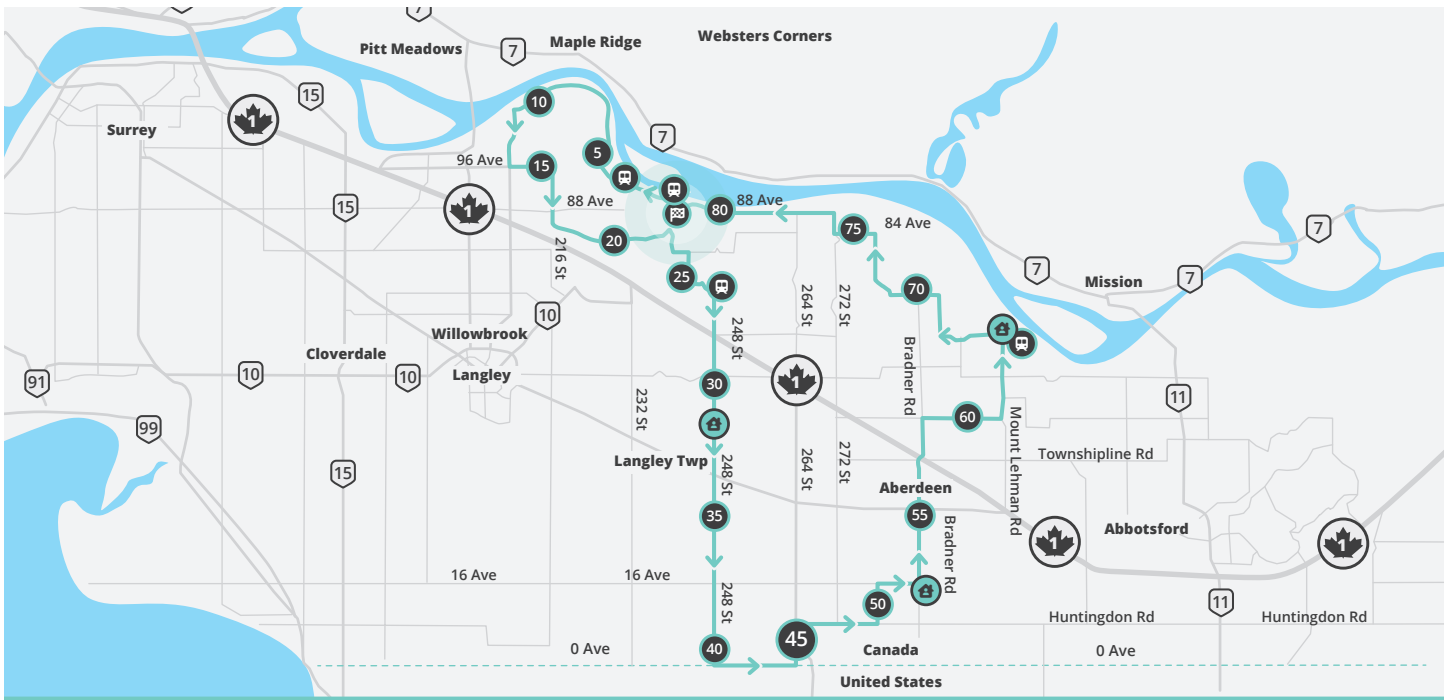 Websters Corners
Maple Ridge
Pitt Meadows
7
7
15
10
1
Surrey
7
5
96 Ave
15
88 Ave
88 Ave
80
15
1
84 Ave
75
20
216 St
7
25
7
Mission
7
70
264 St
272 St
10
248 St
Willowbrook
Cloverdale
Langley
10
10
91
30
1
Bradner Rd
11
232 St
60
Mount Lehman Rd
99
Townshipline Rd
Langley Twp
248 St
264 St
272 St
15
Aberdeen
35
55
Abbotsford
Bradner Rd
1
1
16 Ave
16 Ave
248 St
50
11
Huntingdon Rd
Huntingdon Rd
45
0 Ave
40
Canada
0 Ave
United States